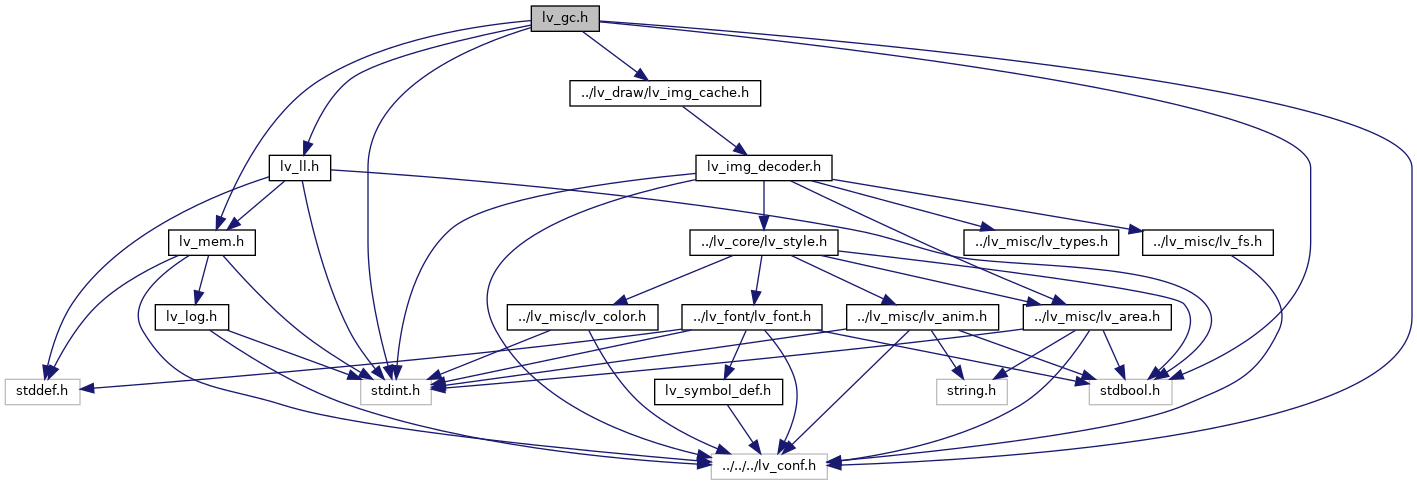 lv_gc.h
../lv_draw/lv_img_cache.h
lv_ll.h
lv_img_decoder.h
lv_mem.h
../lv_core/lv_style.h
../lv_misc/lv_types.h
../lv_misc/lv_fs.h
lv_log.h
../lv_misc/lv_color.h
../lv_font/lv_font.h
../lv_misc/lv_anim.h
../lv_misc/lv_area.h
stddef.h
stdint.h
lv_symbol_def.h
string.h
stdbool.h
../../../lv_conf.h